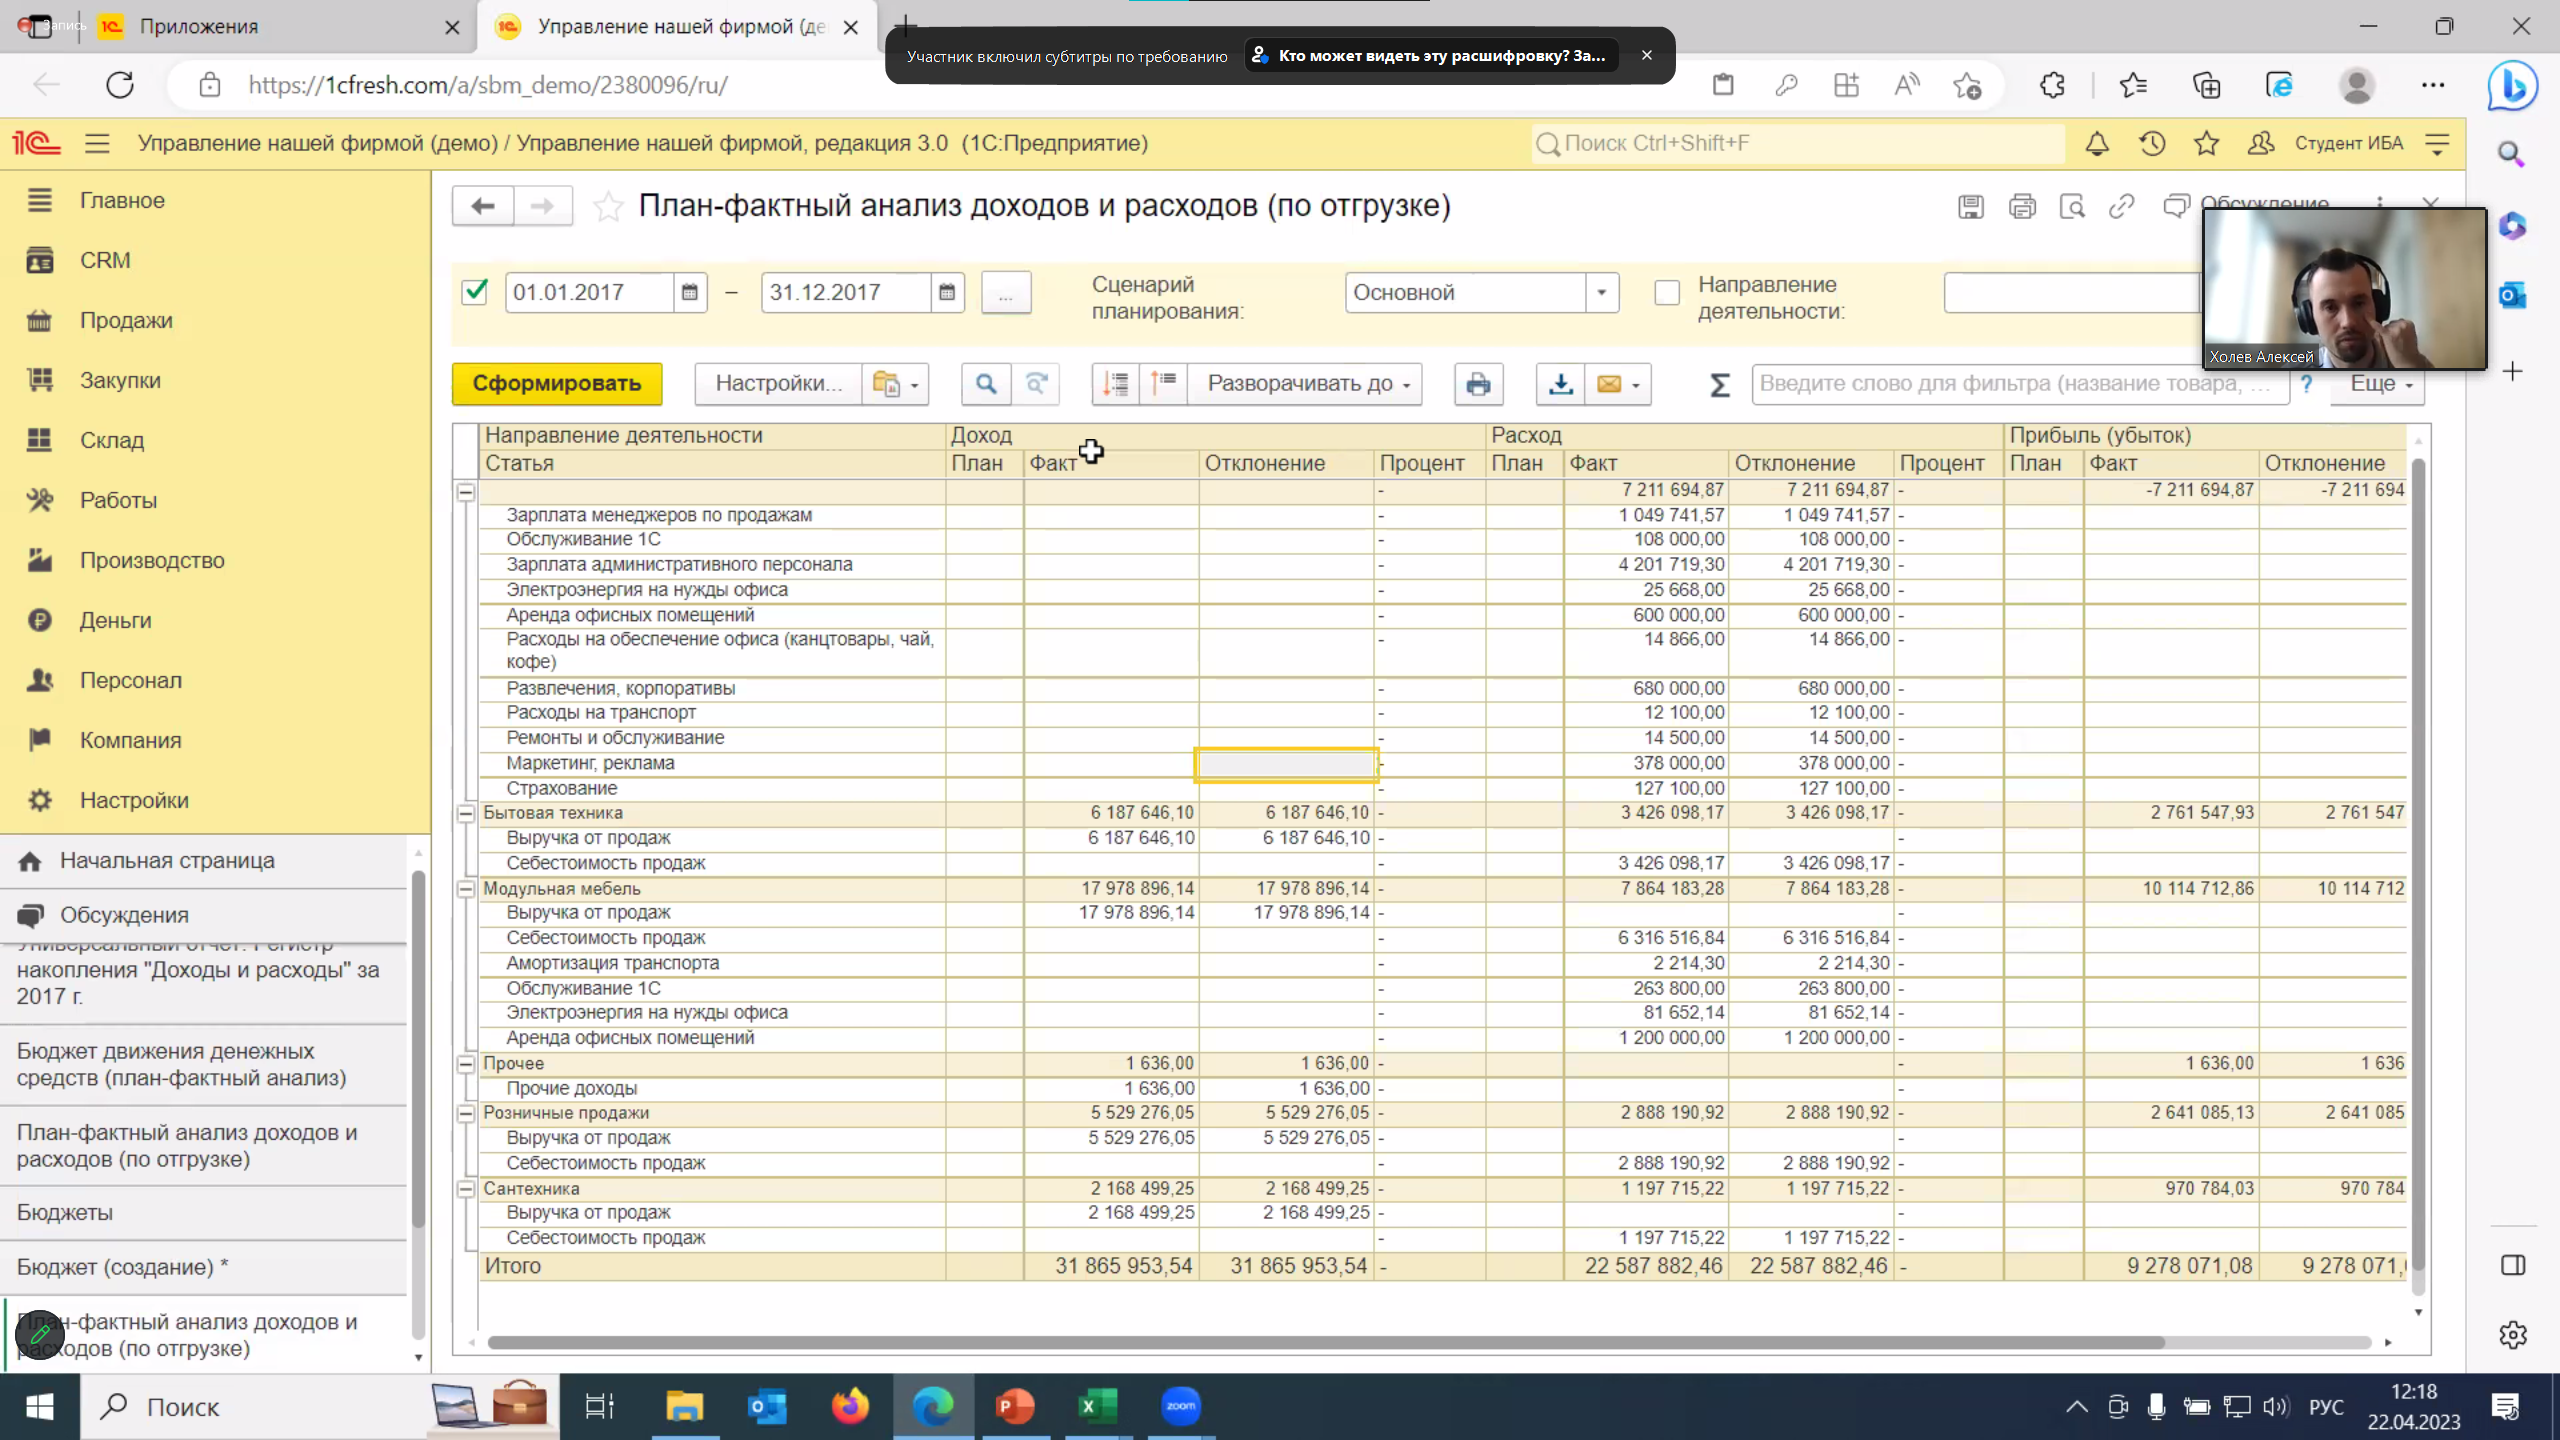 Запись
Приложения
Управление нашей фирмой (де
Участник включил субтитры по требованию
Кто может видеть эту расшифровку? За...
https://1cfresh.com/a/sbm_demo/2380096/ru/
Управление нашей фирмой (демо) / Управление нашей фирмой, редакция 3.0 (1С:Предприятие)
Поиск Ctrl+Shift+F
Студент ИБА
Главное
CRM
Продажи
Закупки
Склад
Работы
Производство
Деньги
Персонал
Компания
Настройки
Начальная страница
Обсуждения
Универсальный отчет: Регистр
накопления "Доходы и расходы" за
2017 г.
Бюджет движения денежных
средств (план-фактный анализ)
План-фактный анализ доходов и
расходов (по отгрузке)
Бюджеты
Бюджет (создание) *
План-фактный анализ доходов и
расходов (по отгрузке)
План-фактный анализ доходов и расходов (по отгрузке)
Обсуждение
01.01.2017 – 31.12.2017 ...
Сценарий
планирования:
Основной
Направление
деятельности:
Холев Алексей
Сформировать Настройки... Разворачивать до Σ Введите слово для фильтра (название товара, ... ? Еще
Направление деятельности Доход Расход Прибыль (убыток)
Статья План Факт Отклонение Процент План Факт Отклонение Процент План Факт Отклонение
- 7 211 694,87 7 211 694,87 - -7 211 694,87 -7 211 694
Зарплата менеджеров по продажам - 1 049 741,57 1 049 741,57 -
Обслуживание 1С - 108 000,00 108 000,00 -
Зарплата административного персонала - 4 201 719,30 4 201 719,30 -
Электроэнергия на нужды офиса - 25 668,00 25 668,00 -
Аренда офисных помещений - 600 000,00 600 000,00 -
Расходы на обеспечение офиса (канцтовары, чай, - 14 866,00 14 866,00 -
кофе)
Развлечения, корпоративы - 680 000,00 680 000,00 -
Расходы на транспорт - 12 100,00 12 100,00 -
Ремонты и обслуживание - 14 500,00 14 500,00 -
Маркетинг, реклама - 378 000,00 378 000,00 -
Страхование - 127 100,00 127 100,00 -
Бытовая техника 6 187 646,10 6 187 646,10 - 3 426 098,17 3 426 098,17 - 2 761 547,93 2 761 547
Выручка от продаж 6 187 646,10 6 187 646,10 - -
Себестоимость продаж - 3 426 098,17 3 426 098,17 -
Модульная мебель 17 978 896,14 17 978 896,14 - 7 864 183,28 7 864 183,28 - 10 114 712,86 10 114 712
Выручка от продаж 17 978 896,14 17 978 896,14 - -
Себестоимость продаж - 6 316 516,84 6 316 516,84 -
Амортизация транспорта - 2 214,30 2 214,30 -
Обслуживание 1С - 263 800,00 263 800,00 -
Электроэнергия на нужды офиса - 81 652,14 81 652,14 -
Аренда офисных помещений - 1 200 000,00 1 200 000,00 -
Прочее 1 636,00 1 636,00 - - 1 636,00 1 636
Прочие доходы 1 636,00 1 636,00 - -
Розничные продажи 5 529 276,05 5 529 276,05 - 2 888 190,92 2 888 190,92 - 2 641 085,13 2 641 085
Выручка от продаж 5 529 276,05 5 529 276,05 - -
Себестоимость продаж - 2 888 190,92 2 888 190,92 -
Сантехника 2 168 499,25 2 168 499,25 - 1 197 715,22 1 197 715,22 - 970 784,03 970 784
Выручка от продаж 2 168 499,25 2 168 499,25 - -
Себестоимость продаж - 1 197 715,22 1 197 715,22 -
Итого 31 865 953,54 31 865 953,54 - 22 587 882,46 22 587 882,46 - 9 278 071,08 9 278 071,
Поиск
zoom
РУС
12:18
22.04.2023